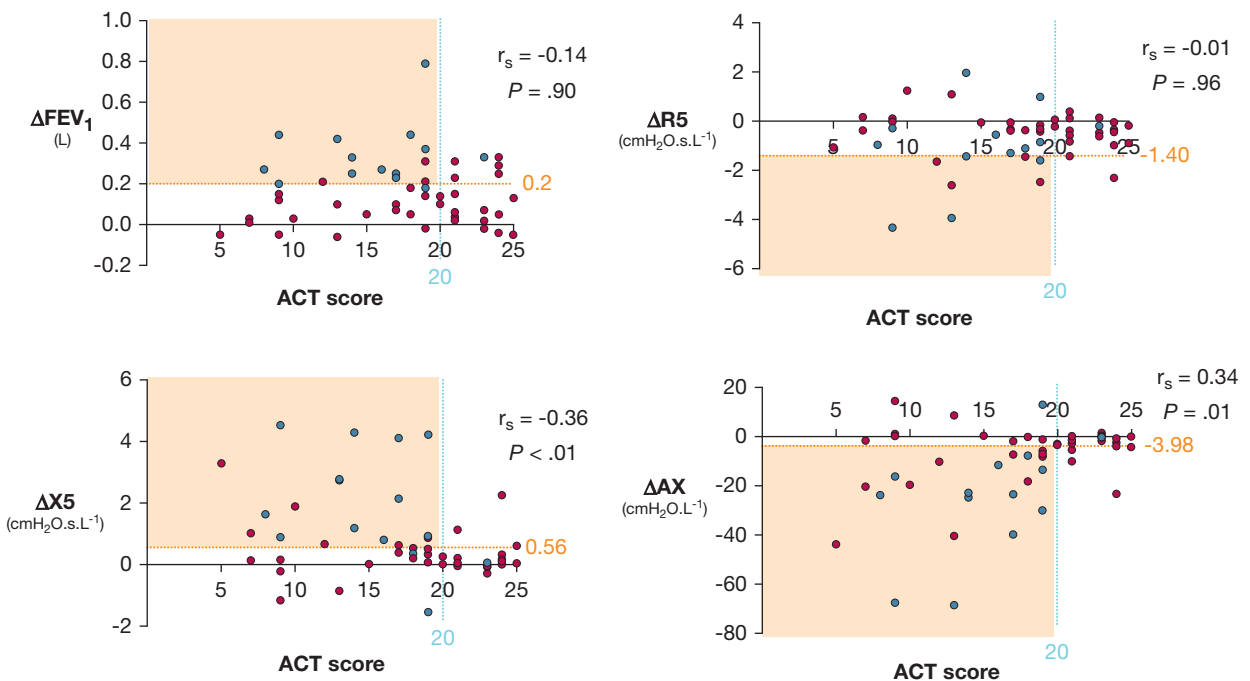 1.0
0.8
0.6
0.4
0.2
0.0
-0.2
ΔFEV₁
(L)
rₛ = -0.14
P = .90
0.2
5 10 15 20 25
20
ACT score
4
2
0
-2
-4
-6
ΔR5
(cmH₂O.s.L⁻¹)
rₛ = -0.01
P = .96
5 10 15 20 25
-1.40
20
ACT score
6
4
2
0
-2
ΔX5
(cmH₂O.s.L⁻¹)
rₛ = -0.36
P < .01
0.56
5 10 15 20 25
20
ACT score
20
0
-20
-40
-60
-80
ΔAX
(cmH₂O.L⁻¹)
rₛ = 0.34
P = .01
5 10 15 20 25
-3.98
20
ACT score